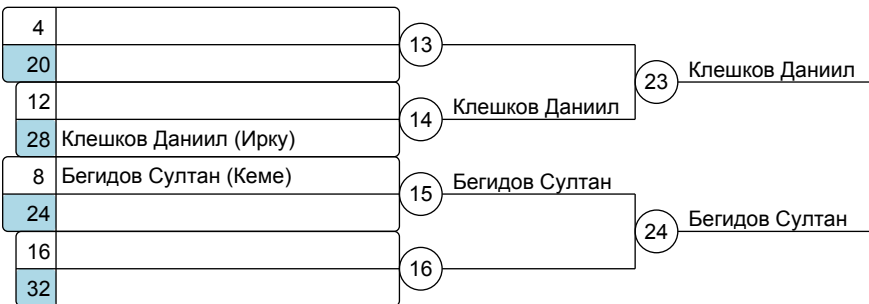 4
13
20
23 Клешков Даниил
12
14 Клешков Даниил
28 Клешков Даниил (Ирку)
8 Бегидов Султан (Кеме)
15 Бегидов Султан
24
24 Бегидов Султан
16
16
32